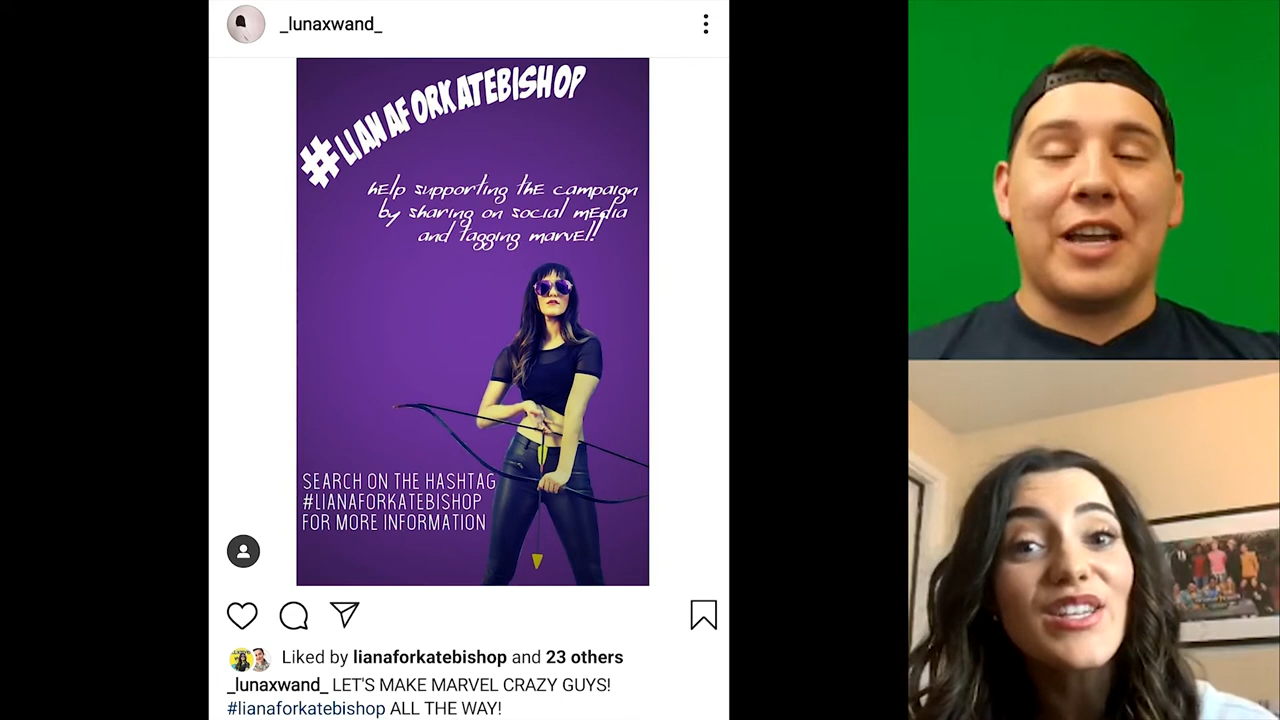 _lunaxwand_
#LIANAFORKATEBISHOP
help supporting the campaign
by sharing on social media
and tagging marvel!
SEARCH ON THE HASHTAG
#LIANAFORKATEBISHOP
FOR MORE INFORMATION
Liked by lianaforkatebishop and 23 others
_lunaxwand_ LET'S MAKE MARVEL CRAZY GUYS!
#lianaforkatebishop ALL THE WAY!